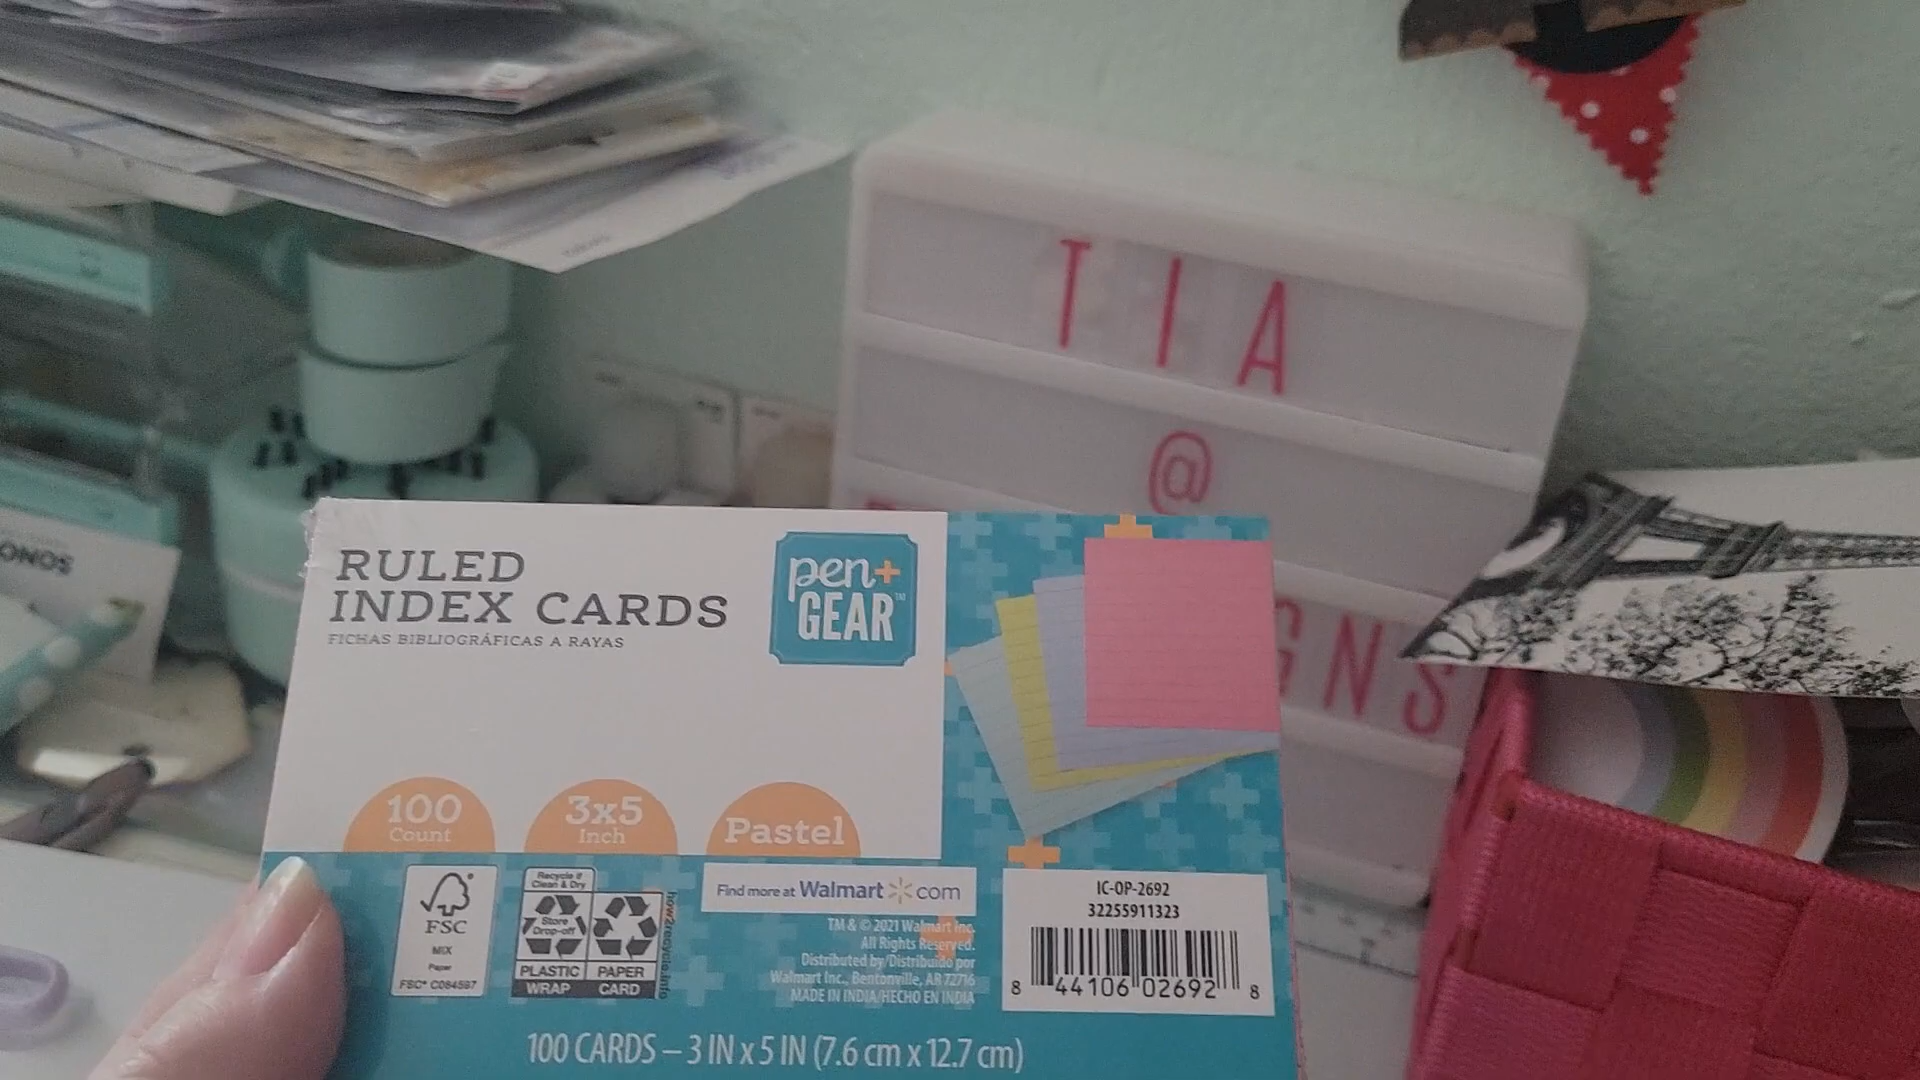 TIA
@
GNS
ONOS
RULED
INDEX CARDS
FICHAS BIBLIOGRÁFICAS A RAYAS
pen+
GEAR™
100
Count
3x5
Inch
Pastel
FSC®
MIX
Paper
FSC® C084587
Recycle if
Clean & Dry
Store
Drop-off
PLASTIC
WRAP
PAPER
CARD
how2recycle.info
Find more at Walmart com
TM & © 2021 Walmart Inc.
All Rights Reserved.
Distributed by/Distribuido por
Walmart Inc., Bentonville, AR 72716
MADE IN INDIA/HECHO EN INDIA
IC-OP-2692
32255911323
8 44106 02692 8
100 CARDS – 3 IN x 5 IN (7.6 cm x 12.7 cm)